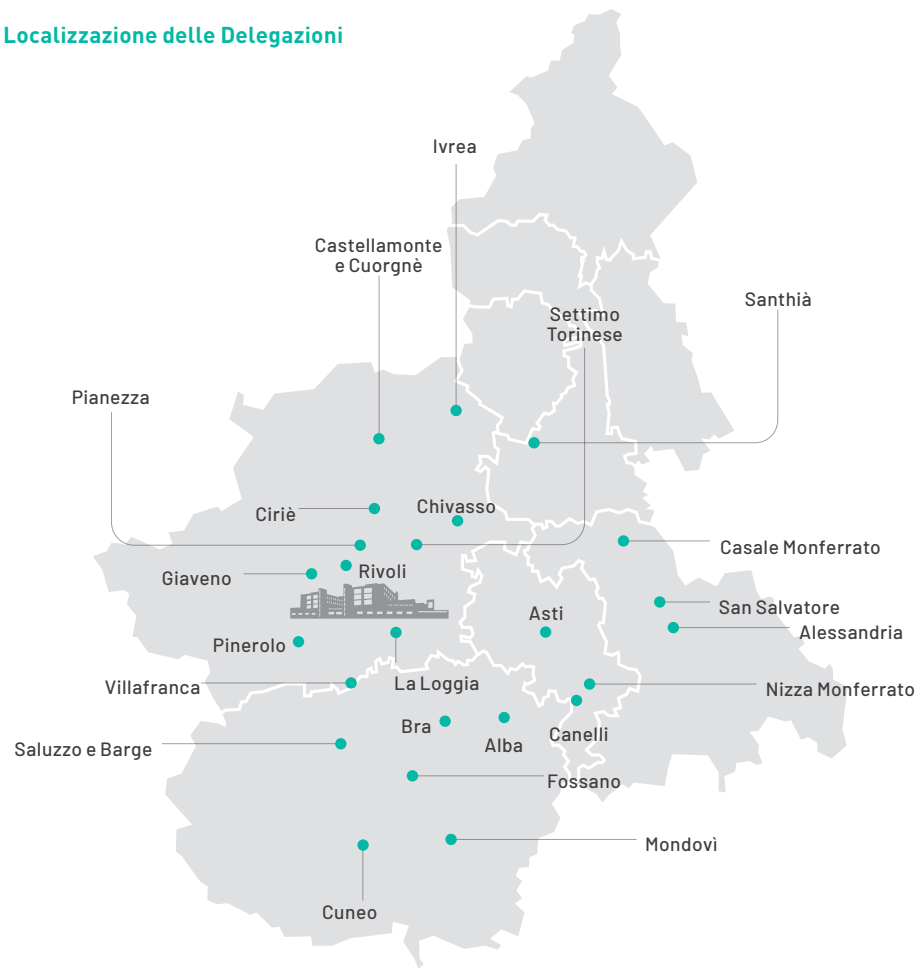 Localizzazione delle Delegazioni
Ivrea
Castellamonte
e Cuorgnè
Santhià
Settimo
Torinese
Pianezza
Ciriè
Chivasso
Casale Monferrato
Giaveno
Rivoli
San Salvatore
Asti
Alessandria
Pinerolo
La Loggia
Villafranca
Nizza Monferrato
Bra
Canelli
Alba
Saluzzo e Barge
Fossano
Mondovì
Cuneo